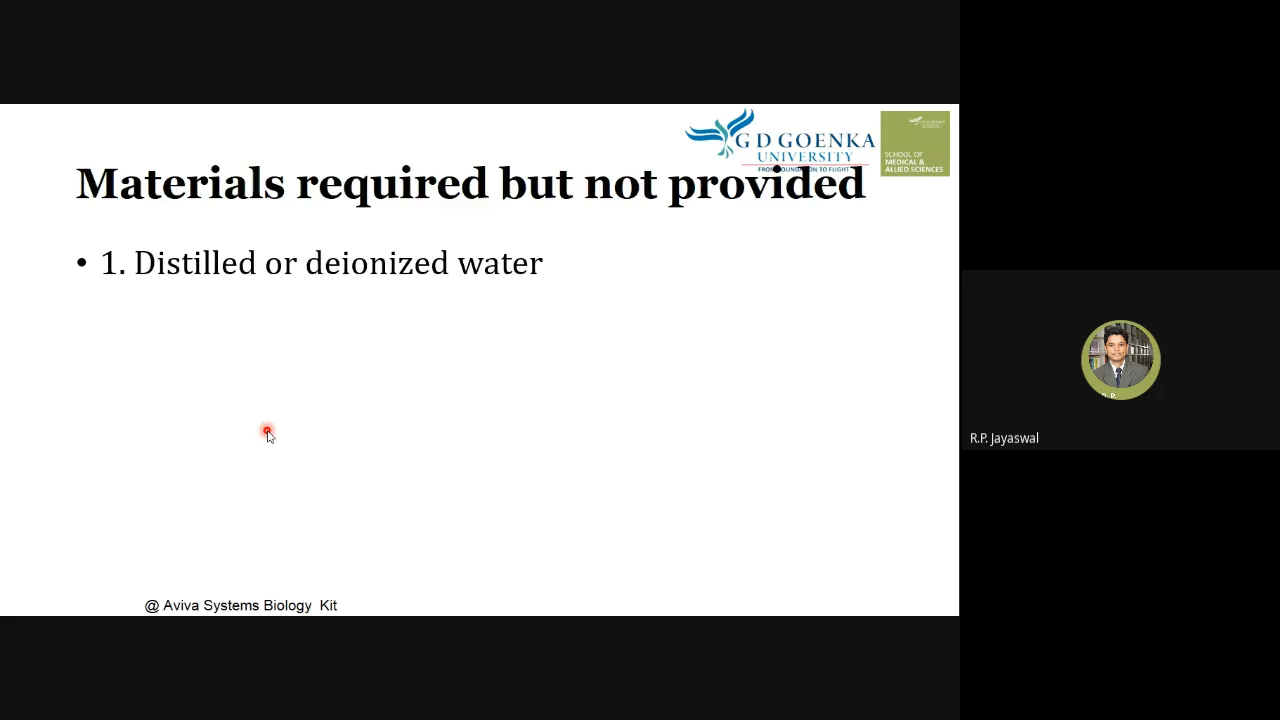 G D GOENKA
UNIVERSITY
SCHOOL OF
MEDICAL &
ALLIED SCIENCES
Materials required but not provided
• 1. Distilled or deionized water
R.P. Jayaswal
@ Aviva Systems Biology Kit